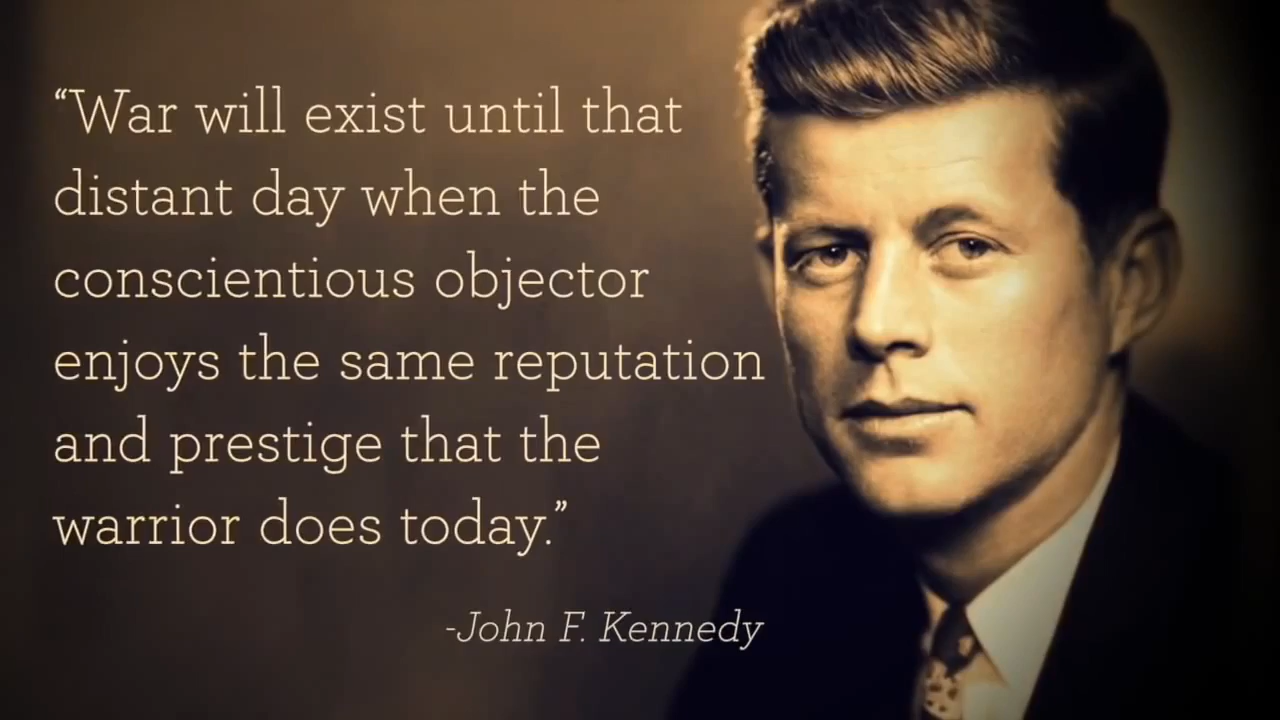 “War will exist until that
distant day when the
conscientious objector
enjoys the same reputation
and prestige that the
warrior does today.”
-John F. Kennedy